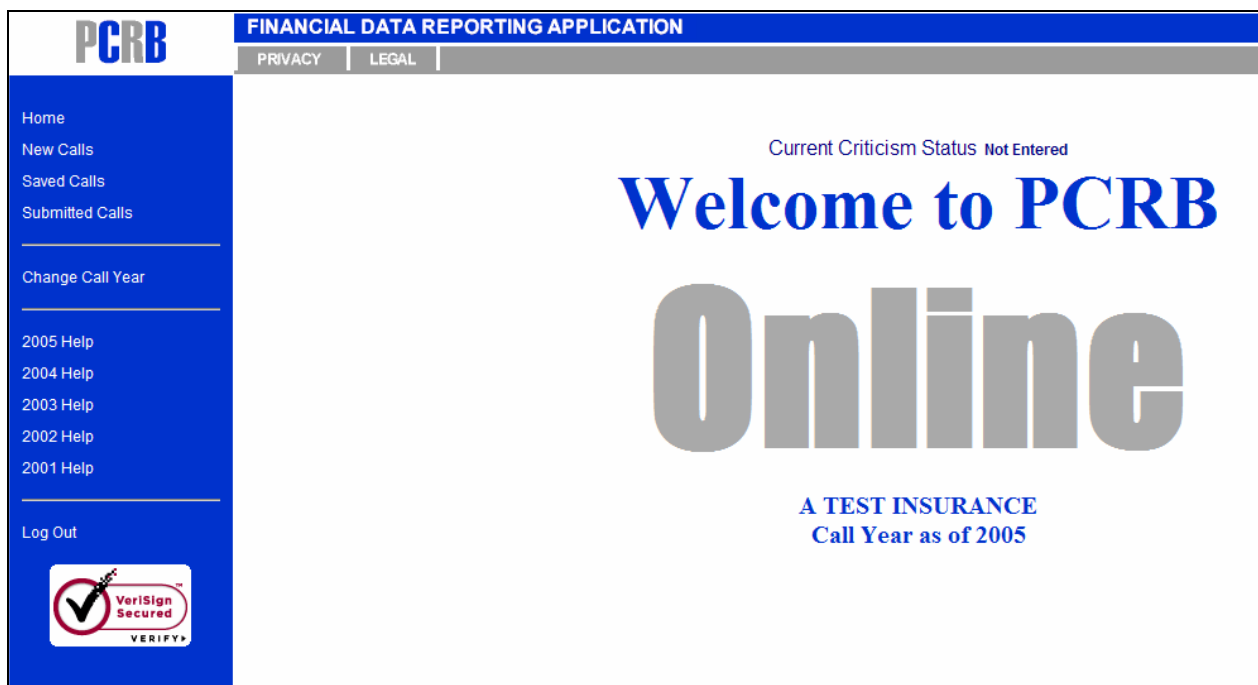 PCRB
FINANCIAL DATA REPORTING APPLICATION
PRIVACY
LEGAL
Home
New Calls
Saved Calls
Submitted Calls
Change Call Year
2005 Help
2004 Help
2003 Help
2002 Help
2001 Help
Log Out
VeriSign
Secured
VERIFY
Current Criticism Status Not Entered
Welcome to PCRB
Online
A TEST INSURANCE
Call Year as of 2005